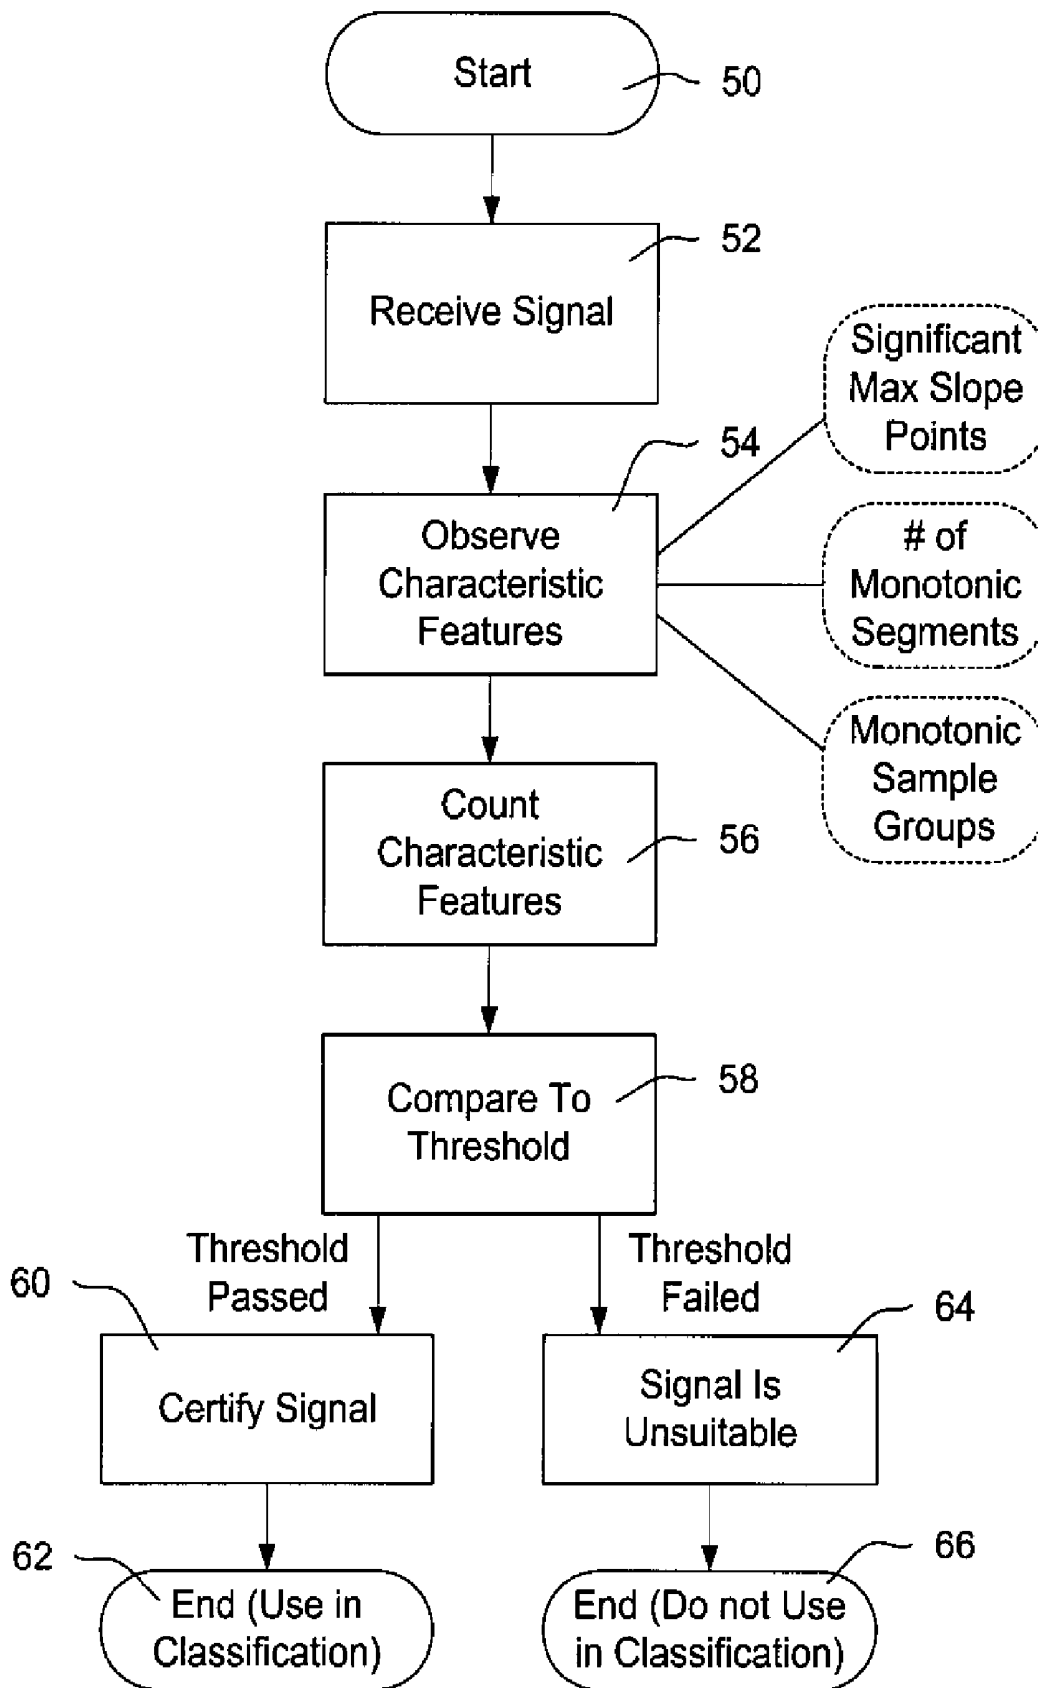 Start
50
52
Receive Signal
Significant
Max Slope
Points
54
Observe
Characteristic
Features
# of
Monotonic
Segments
Monotonic
Sample
Groups
Count
Characteristic
Features
56
Compare To
Threshold
58
Threshold
Passed
Threshold
Failed
60
Certify Signal
64
Signal Is
Unsuitable
62
End (Use in
Classification)
66
End (Do not Use
in Classification)